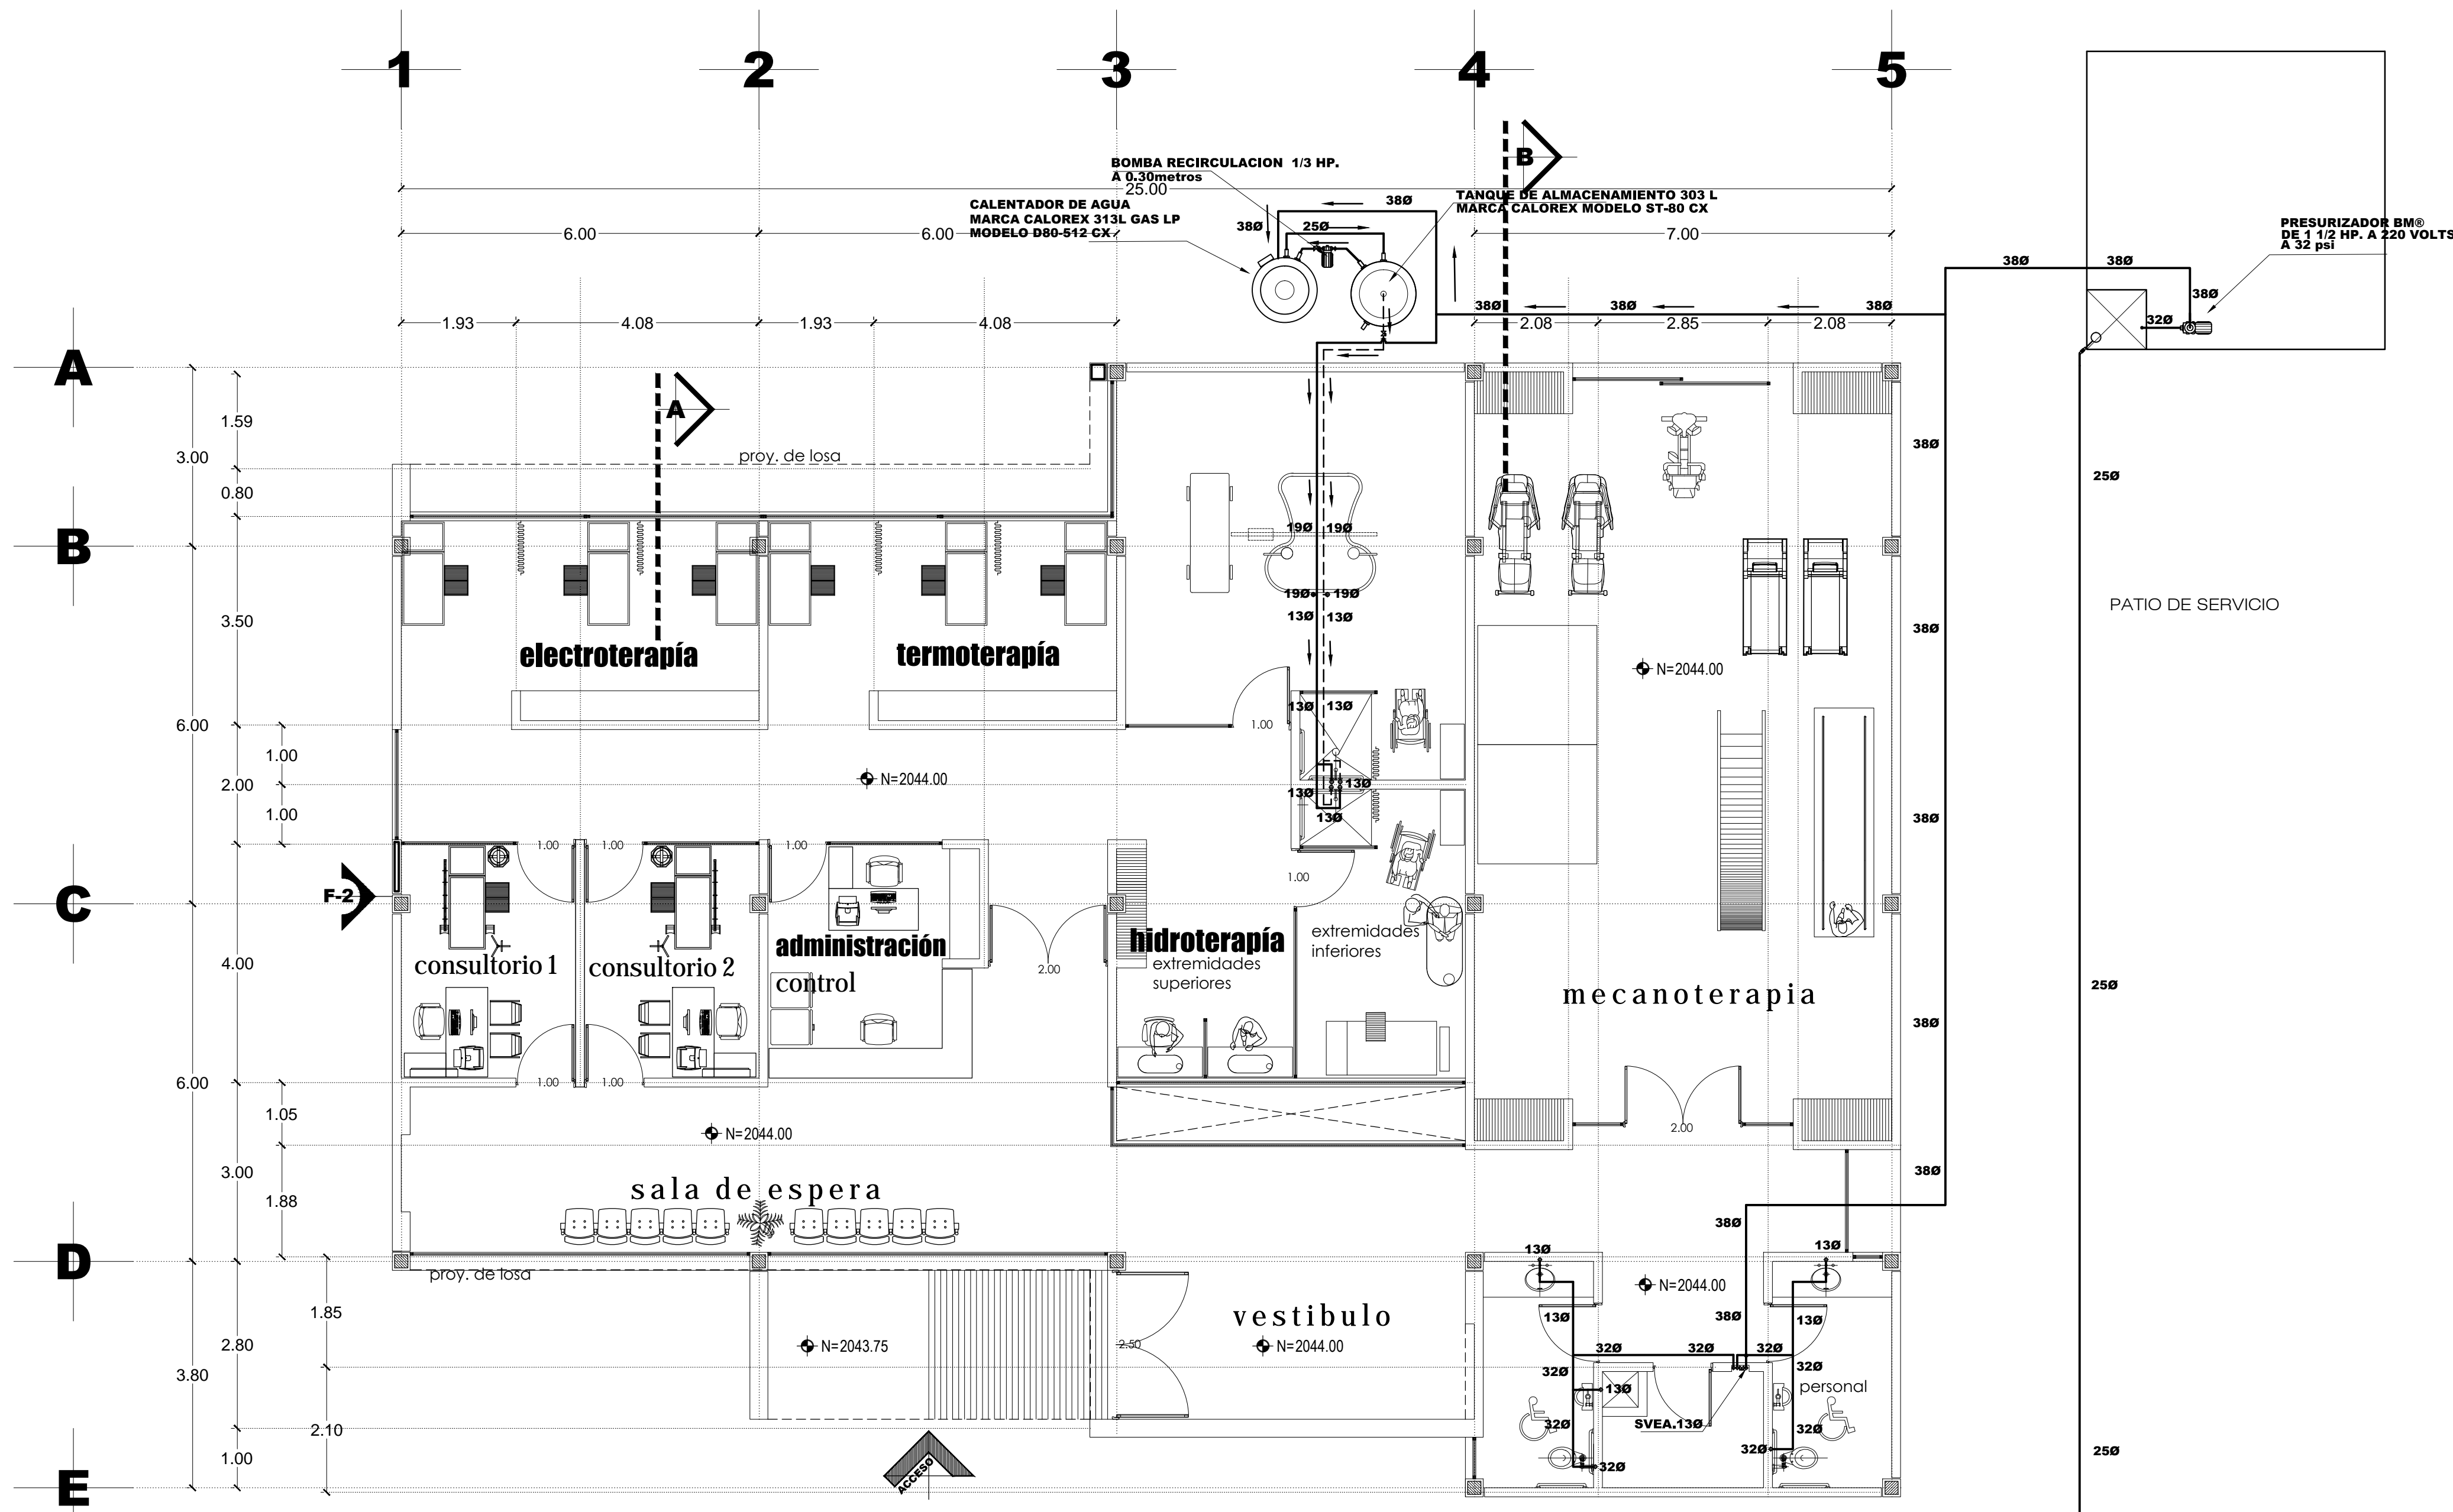 1
2
3
4
5
BOMBA RECIRCULACION 1/3 HP.
A 0.30metros
25.00
B
CALENTADOR DE AGUA
MARCA CALOREX 313L GAS LP
MODELO D80-512 CX
TANQUE DE ALMACENAMIENTO 303 L
MARCA CALOREX MODELO ST-80 CX
PRESURIZADOR BM®
DE 1 1/2 HP. A 220 VOLTS
A 32 psi
38Ø
38Ø
25Ø
6.00
6.00
7.00
38Ø
38Ø
38Ø
32Ø
38Ø
38Ø
38Ø
1.93
4.08
1.93
4.08
2.08
2.85
2.08
A
A
1.59
3.00
0.80
proy. de losa
38Ø
25Ø
B
19Ø
19Ø
19Ø
19Ø
13Ø
13Ø
3.50
PATIO DE SERVICIO
38Ø
electroterapía
termoterapía
N=2044.00
13Ø
13Ø
6.00
1.00
1.00
2.00
1.00
N=2044.00
13Ø
13Ø
13Ø
38Ø
1.00
1.00
1.00
1.00
C
F-2
4.00
consultorio 1
consultorio 2
administración
control
2.00
hidroterapía
extremidades
superiores
extremidades
inferiores
mecanoterapia
25Ø
38Ø
6.00
1.00
1.00
1.05
N=2044.00
2.00
3.00
1.88
sala de espera
38Ø
38Ø
D
proy. de losa
13Ø
13Ø
N=2044.00
1.85
2.80
3.80
N=2043.75
vestibulo
2.50
N=2044.00
13Ø
38Ø
13Ø
32Ø
32Ø
32Ø
32Ø
32Ø
personal
13Ø
2.10
32Ø
SVEA.13Ø
32Ø
32Ø
32Ø
25Ø
1.00
ACCESO
E